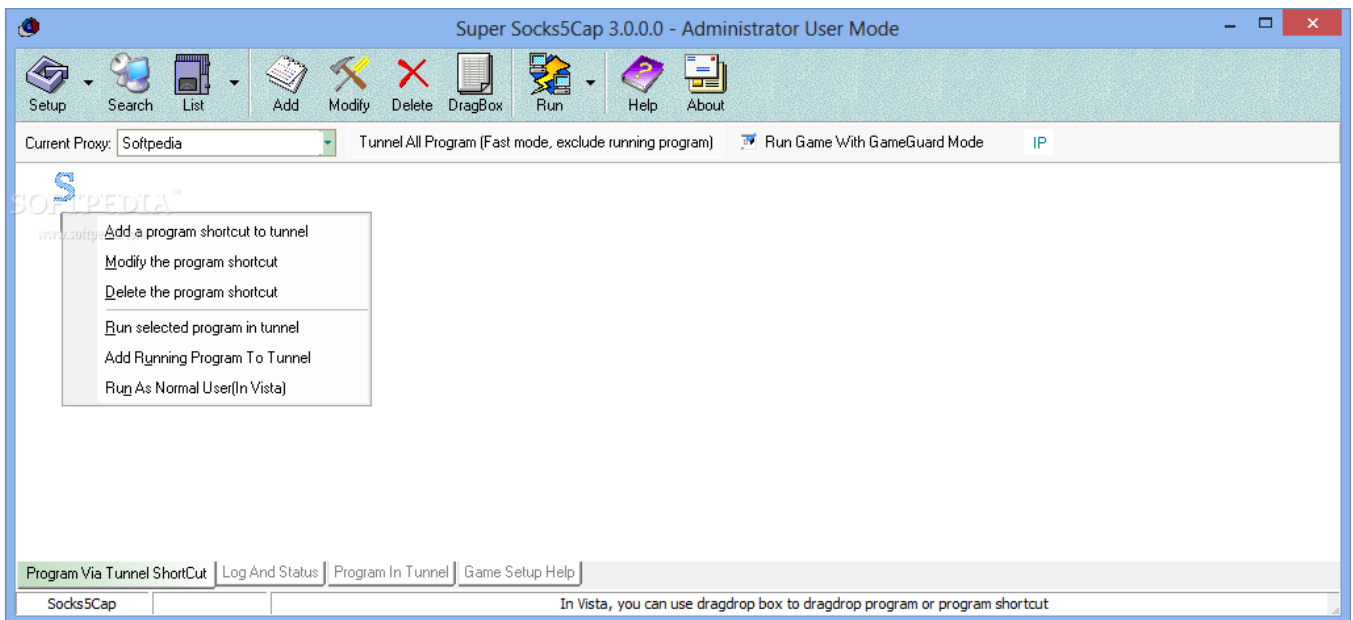 Super Socks5Cap 3.0.0.0 - Administrator User Mode
Setup Search List Add Modify Delete DragBox Run Help About
Current Proxy: Softpedia Tunnel All Program (Fast mode, exclude running program) Run Game With GameGuard Mode IP
S
SOFTPEDIA™
Add a program shortcut to tunnel
Modify the program shortcut
Delete the program shortcut
Run selected program in tunnel
Add Running Program To Tunnel
Run As Normal User(In Vista)
Program Via Tunnel ShortCut Log And Status Program In Tunnel Game Setup Help
Socks5Cap In Vista, you can use dragdrop box to dragdrop program or program shortcut